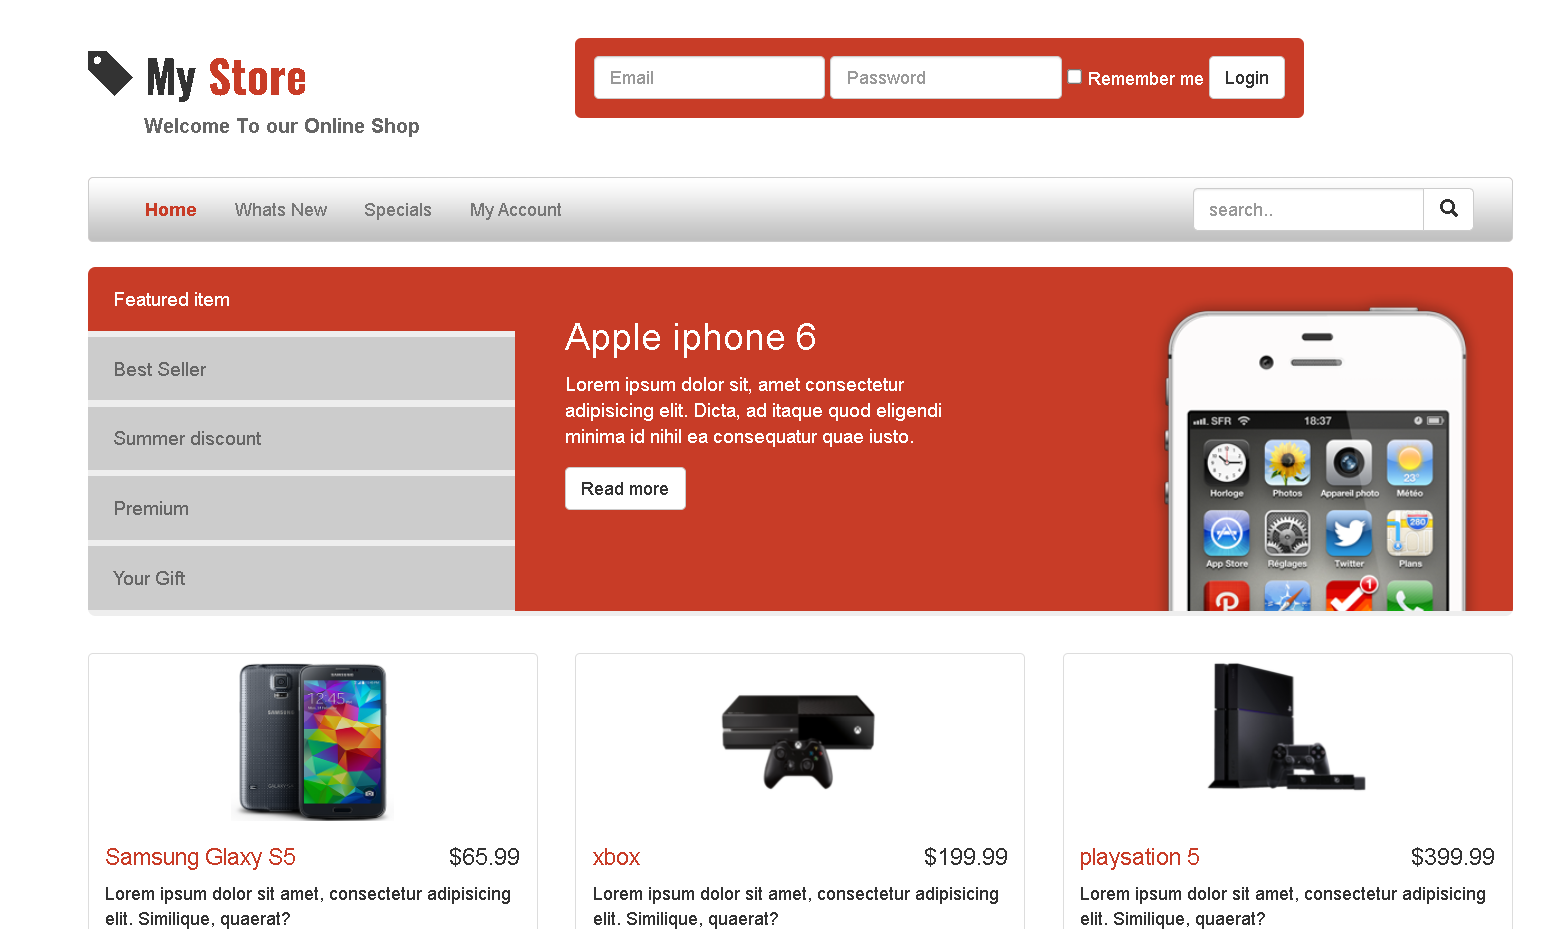 My Store
Welcome To our Online Shop
Email
Password
Remember me
Login
Home
Whats New
Specials
My Account
search..
Featured item
Best Seller
Summer discount
Premium
Your Gift
Apple iphone 6
Lorem ipsum dolor sit, amet consectetur
adipisicing elit. Dicta, ad itaque quod eligendi
minima id nihil ea consequatur quae iusto.
Read more
SFR
18:37
23°
Horloge
Photos
Appareil photo
Météo
280
App Store
Réglages
Twitter
Plans
1
SAMSUNG
SAMSUNG
12:45
Samsung Glaxy S5
$65.99
Lorem ipsum dolor sit amet, consectetur adipisicing
elit. Similique, quaerat?
xbox
$199.99
Lorem ipsum dolor sit amet, consectetur adipisicing
elit. Similique, quaerat?
playsation 5
$399.99
Lorem ipsum dolor sit amet, consectetur adipisicing
elit. Similique, quaerat?